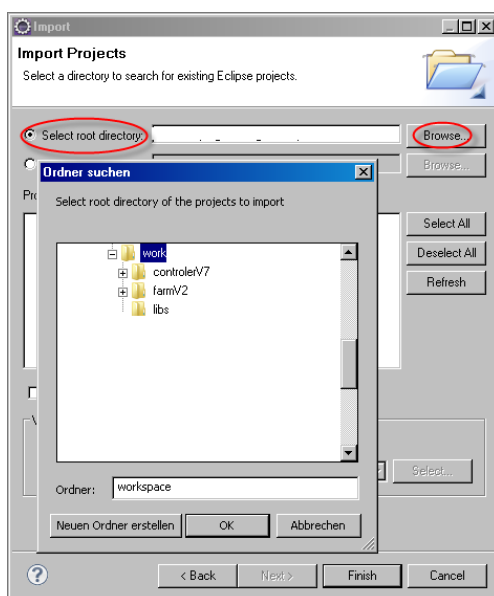 Import
Import Projects
Select a directory to search for existing Eclipse projects.
Select root directory:
Browse...
Browse...
Ordner suchen
Select root directory of the projects to import
Select All
Deselect All
Refresh
work
controlerV7
farmV2
libs
Select...
Ordner:
workspace
Neuen Ordner erstellen
OK
Abbrechen
?
< Back
Next >
Finish
Cancel